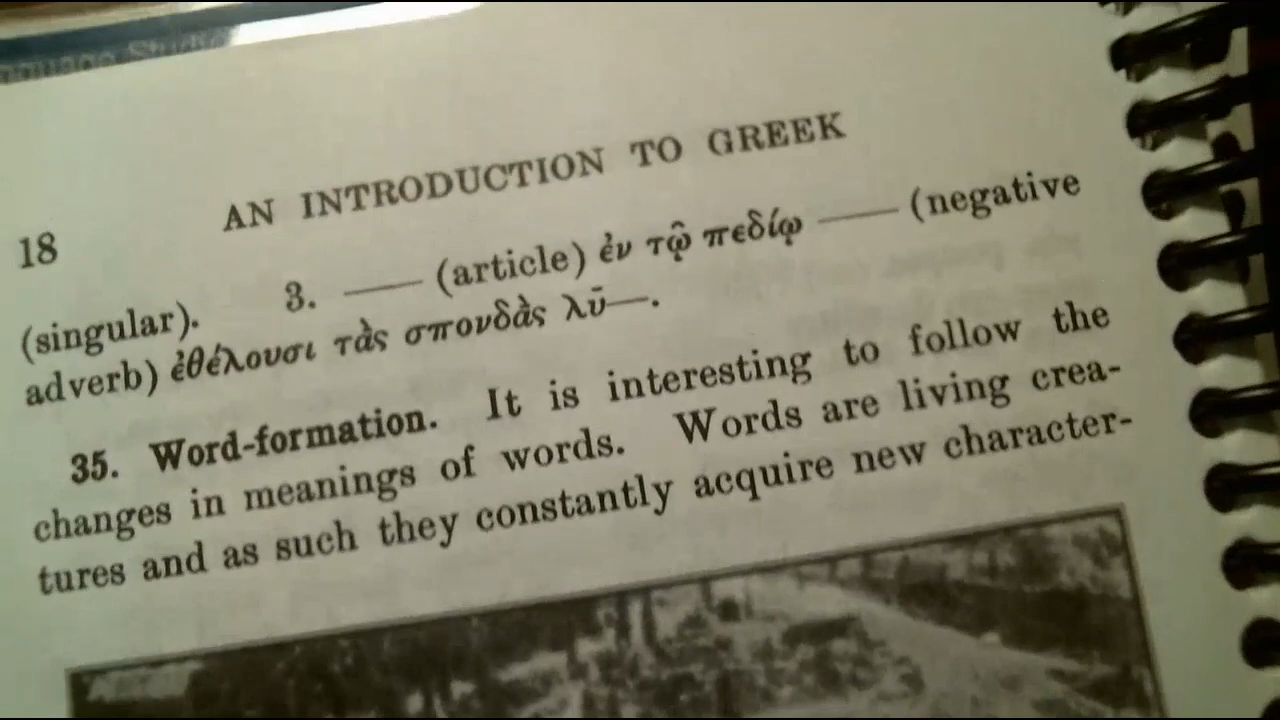 18 AN INTRODUCTION TO GREEK
(singular). 3. —— (article) ἐν τῷ πεδίῳ —— (negative
adverb) ἐθέλουσι τὰς σπονδὰς λῡ—.
35. Word-formation. It is interesting to follow the
changes in meanings of words. Words are living crea-
tures and as such they constantly acquire new character-